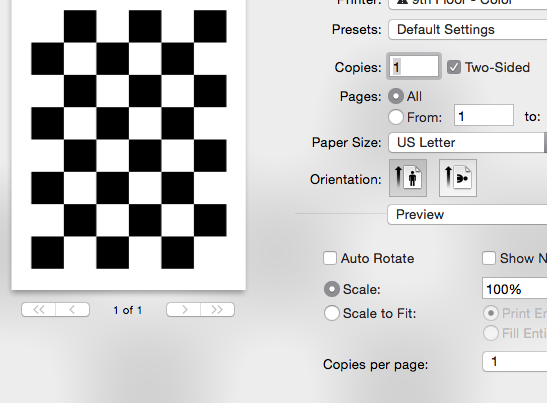 Printer: 9th Floor - Color
Presets: Default Settings
Copies: 1 Two-Sided
Pages: All
From: 1 to:
Paper Size: US Letter
Orientation:
Preview
Auto Rotate Show N
Scale: 100%
Scale to Fit: Print En
Fill Enti
<< < 1 of 1 > >>
Copies per page: 1